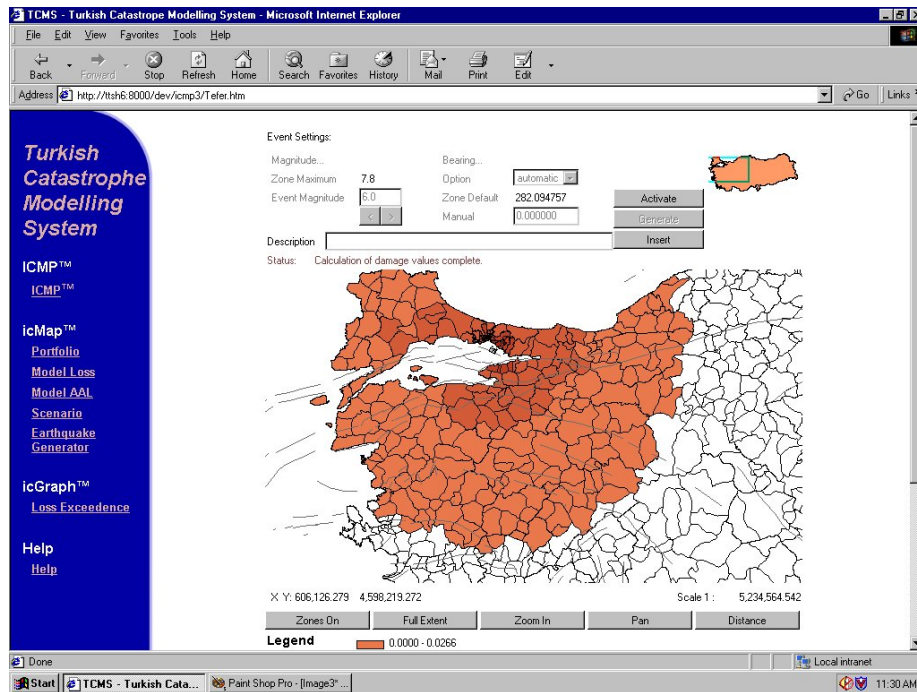 TCMS - Turkish Catastrope Modelling System - Microsoft Internet Explorer
File Edit View Favorites Tools Help
Back Forward Stop Refresh Home Search Favorites History Mail Print Edit
Address http://ttsh6:8000/dev/icmp3/Tefer.htm Go Links
Turkish
Catastrophe
Modelling
System
ICMP™
ICMP™
icMap™
Portfolio
Model Loss
Model AAL
Scenario
Earthquake
Generator
icGraph™
Loss Exceedence
Help
Help
Event Settings:
Magnitude... Bearing...
Zone Maximum 7.8 Option automatic
Event Magnitude 6.0 Zone Default 282.094757 Activate
< > Manual 0.000000 Generate
Description Insert
Status: Calculation of damage values complete.
X Y: 606,126.279 4,598,219.272 Scale 1 : 5,234,564.542
Zones On Full Extent Zoom In Pan Distance
Legend 0.0000 - 0.0266
Done Local intranet
Start TCMS - Turkish Cata... Paint Shop Pro - [Image3* ... 11:30 AM